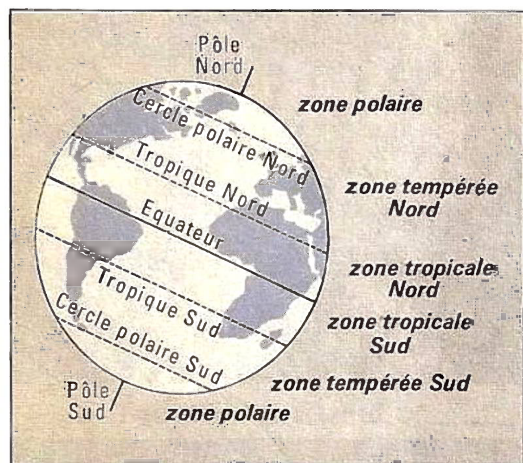 Pôle
Nord
zone polaire
Cercle polaire Nord
zone tempérée
Nord
Tropique Nord
Equateur
zone tropicale
Nord
zone tropicale
Sud
Tropique Sud
Cercle polaire Sud
zone tempérée Sud
Pôle
Sud
zone polaire